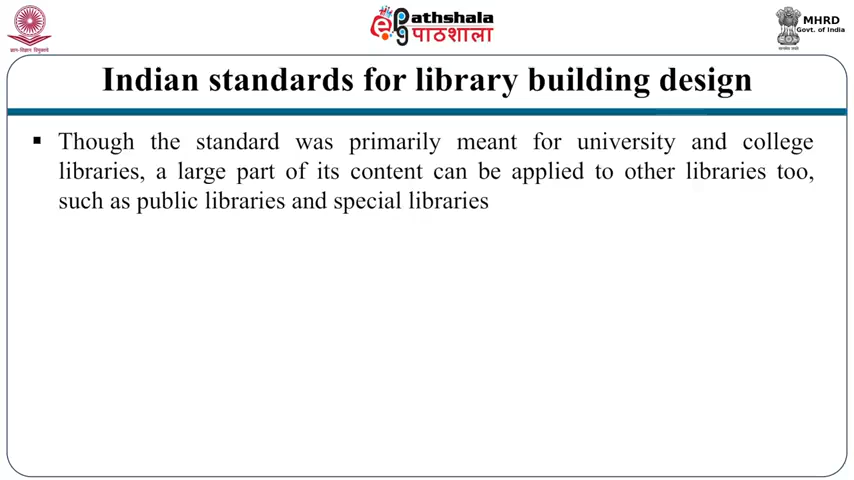 ज्ञान-विज्ञान विमुक्तये
ePathshala
पाठशाला
MHRD
Govt. of India
Indian standards for library building design
▪ Though the standard was primarily meant for university and college
libraries, a large part of its content can be applied to other libraries too,
such as public libraries and special libraries